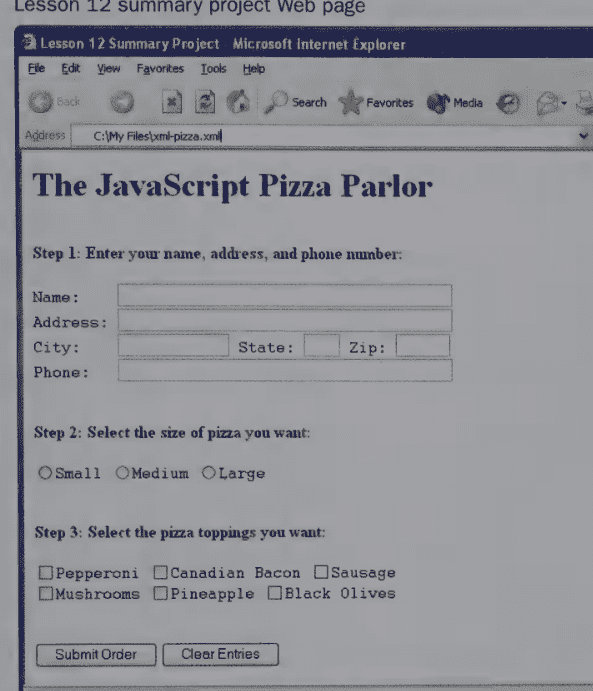 Lesson 12 summary project Web page
Lesson 12 Summary Project Microsoft Internet Explorer
File Edit View Favorites Tools Help
Back Search Favorites Media
Address C:\My Files\xml-pizza.xml
The JavaScript Pizza Parlor
Step 1: Enter your name, address, and phone number:
Name:
Address:
City: State: Zip:
Phone:
Step 2: Select the size of pizza you want:
Small Medium Large
Step 3: Select the pizza toppings you want:
Pepperoni Canadian Bacon Sausage
Mushrooms Pineapple Black Olives
Submit Order Clear Entries